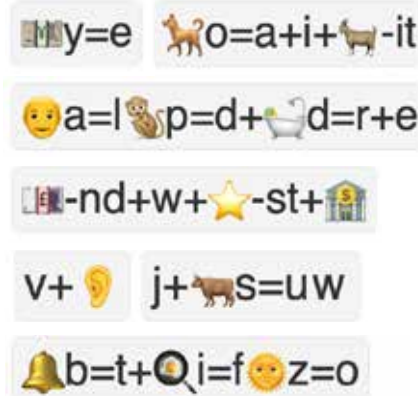 💵y=e 🐈o=a+i+🐐-it
👨a=l🐒p=d+🛁d=r+e
💷-nd+w+⭐-st+🏦
v+👂 j+🐂s=uw
🔔b=t+🍳i=f🌞z=o